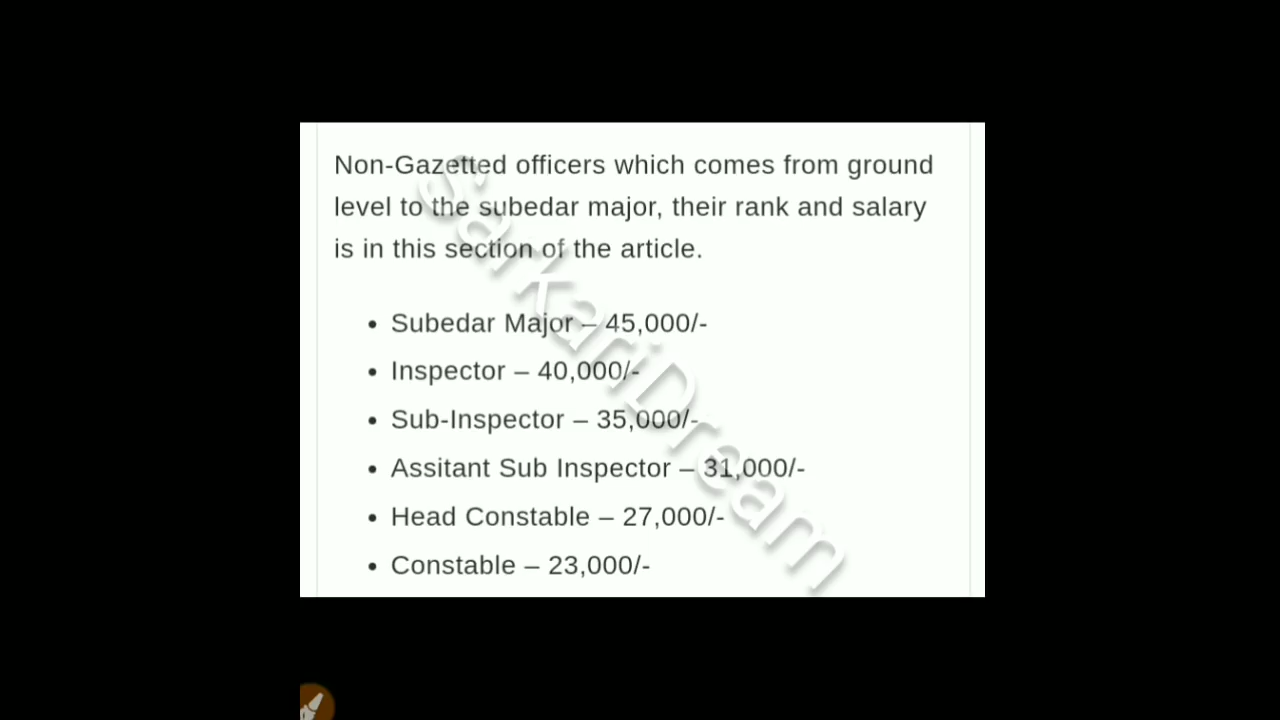 Non-Gazetted officers which comes from ground
level to the subedar major, their rank and salary
is in this section of the article.
• Subedar Major – 45,000/-
• Inspector – 40,000/-
• Sub-Inspector – 35,000/-
• Assitant Sub Inspector – 31,000/-
• Head Constable – 27,000/-
• Constable – 23,000/-
SarkariDream